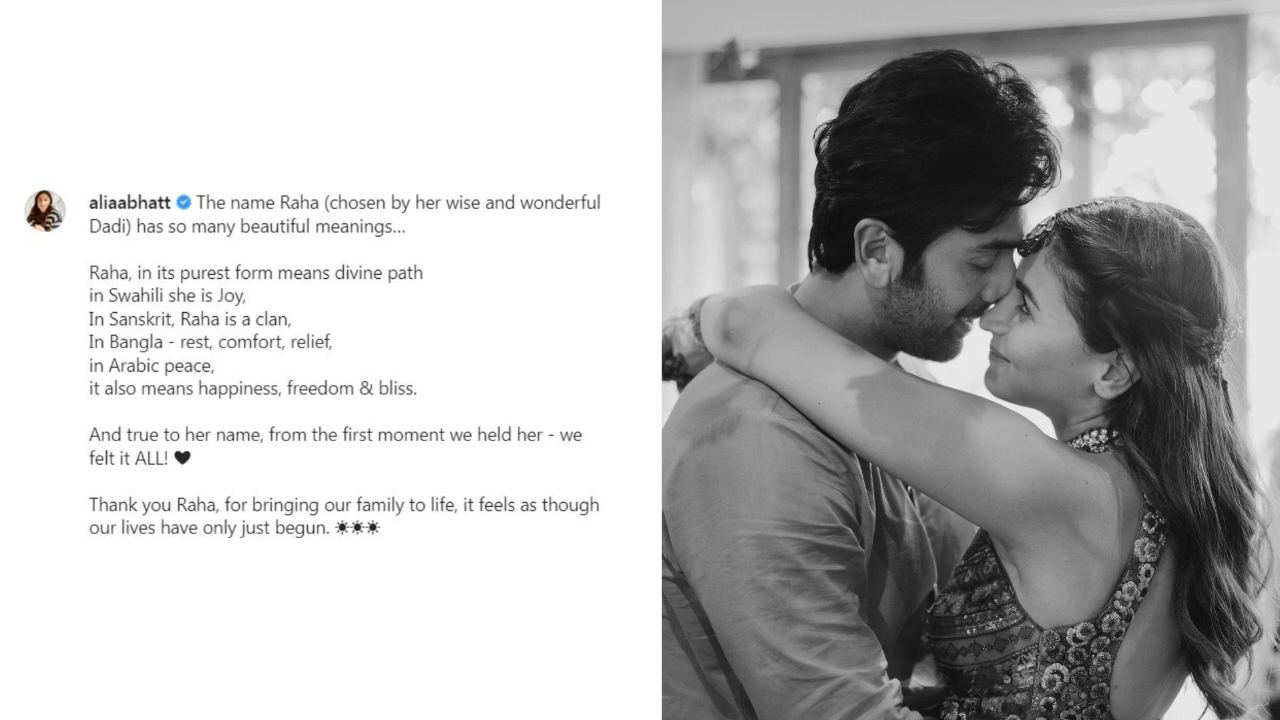 aliaabhatt The name Raha (chosen by her wise and wonderful
Dadi) has so many beautiful meanings...
Raha, in its purest form means divine path
in Swahili she is Joy,
In Sanskrit, Raha is a clan,
In Bangla - rest, comfort, relief,
in Arabic peace,
it also means happiness, freedom & bliss.
And true to her name, from the first moment we held her - we
felt it ALL! 🖤
Thank you Raha, for bringing our family to life, it feels as though
our lives have only just begun. ☀☀☀